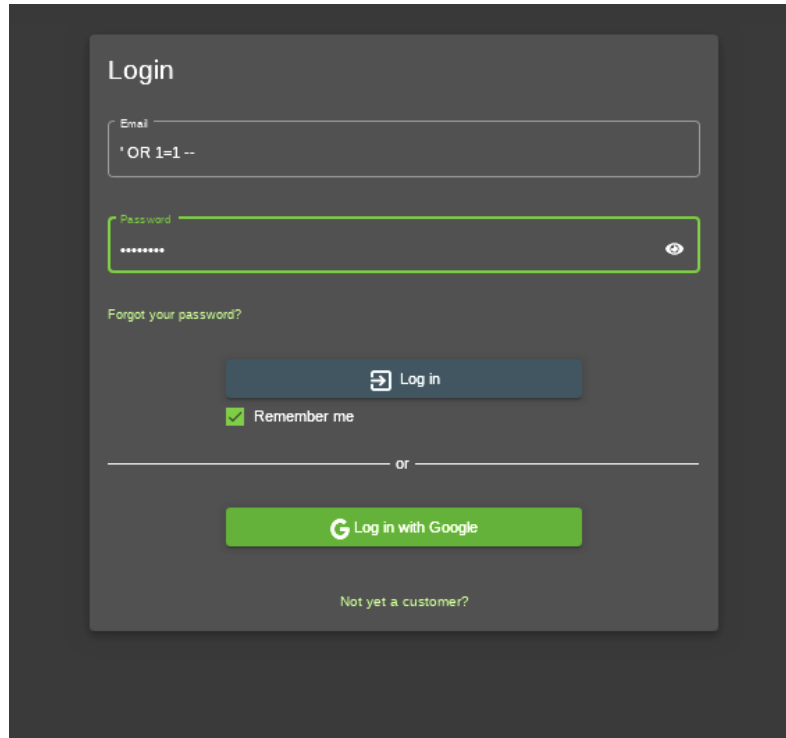 Login
Email
' OR 1=1 --
Password
••••••••
Forgot your password?
Log in
Remember me
or
Log in with Google
Not yet a customer?